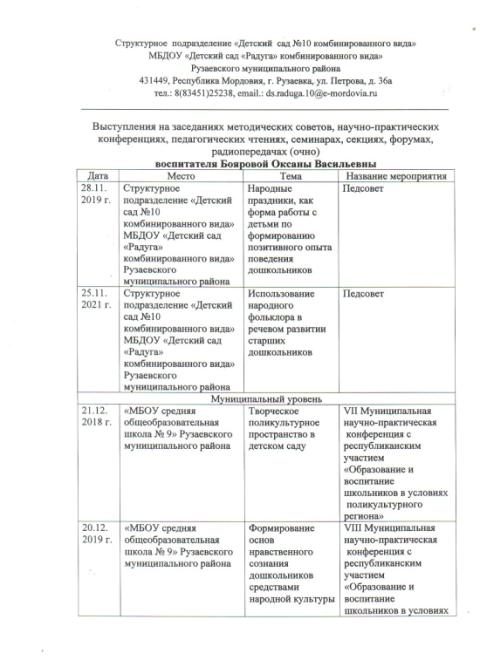 Структурное подразделение «Детский сад №10 комбинированного вида»
МБДОУ «Детский сад «Радуга» комбинированного вида»
Рузаевского муниципального района
431449, Республика Мордовия, г. Рузаевка, ул. Петрова, д. 36а
тел.: 8(83451)25238, email.: ds.raduga.10@e-mordovia.ru
Выступления на заседаниях методических советов, научно-практических
конференциях, педагогических чтениях, семинарах, секциях, форумах,
радиопередачах (очно)
воспитателя Бояровой Оксаны Васильевны
Дата Место Тема Название мероприятия
28.11. 2019 г.
Структурное
подразделение «Детский
сад №10
комбинированного вида»
МБДОУ «Детский сад
«Радуга»
комбинированного вида»
Рузаевского
муниципального района
Народные
праздники, как
форма работы с
детьми по
формированию
позитивного опыта
поведения
дошкольников
Педсовет
25.11.
2021 г.
Структурное
подразделение «Детский
сад №10
комбинированного вида»
МБДОУ «Детский сад
«Радуга»
комбинированного вида»
Рузаевского
муниципального района
Использование
народного
фольклора в
речевом развитии
старших
дошкольников
Педсовет
Муниципальный уровень
21.12.
2018 г.
«МБОУ средняя
общеобразовательная
школа № 9» Рузаевского
муниципального района
Творческое
поликультурное
пространство в
детском саду
VII Муниципальная
научно-практическая
конференция с
республиканским
участием
«Образование и
воспитание
школьников в условиях
поликультурного
региона»
20.12.
2019 г.
«МБОУ средняя
общеобразовательная
школа № 9» Рузаевского
муниципального района
Формирование
основ
нравственного
сознания
дошкольников
средствами
народной культуры
VIII Муниципальная
научно-практическая
конференция с
республиканским
участием
«Образование и
воспитание
школьников в условиях